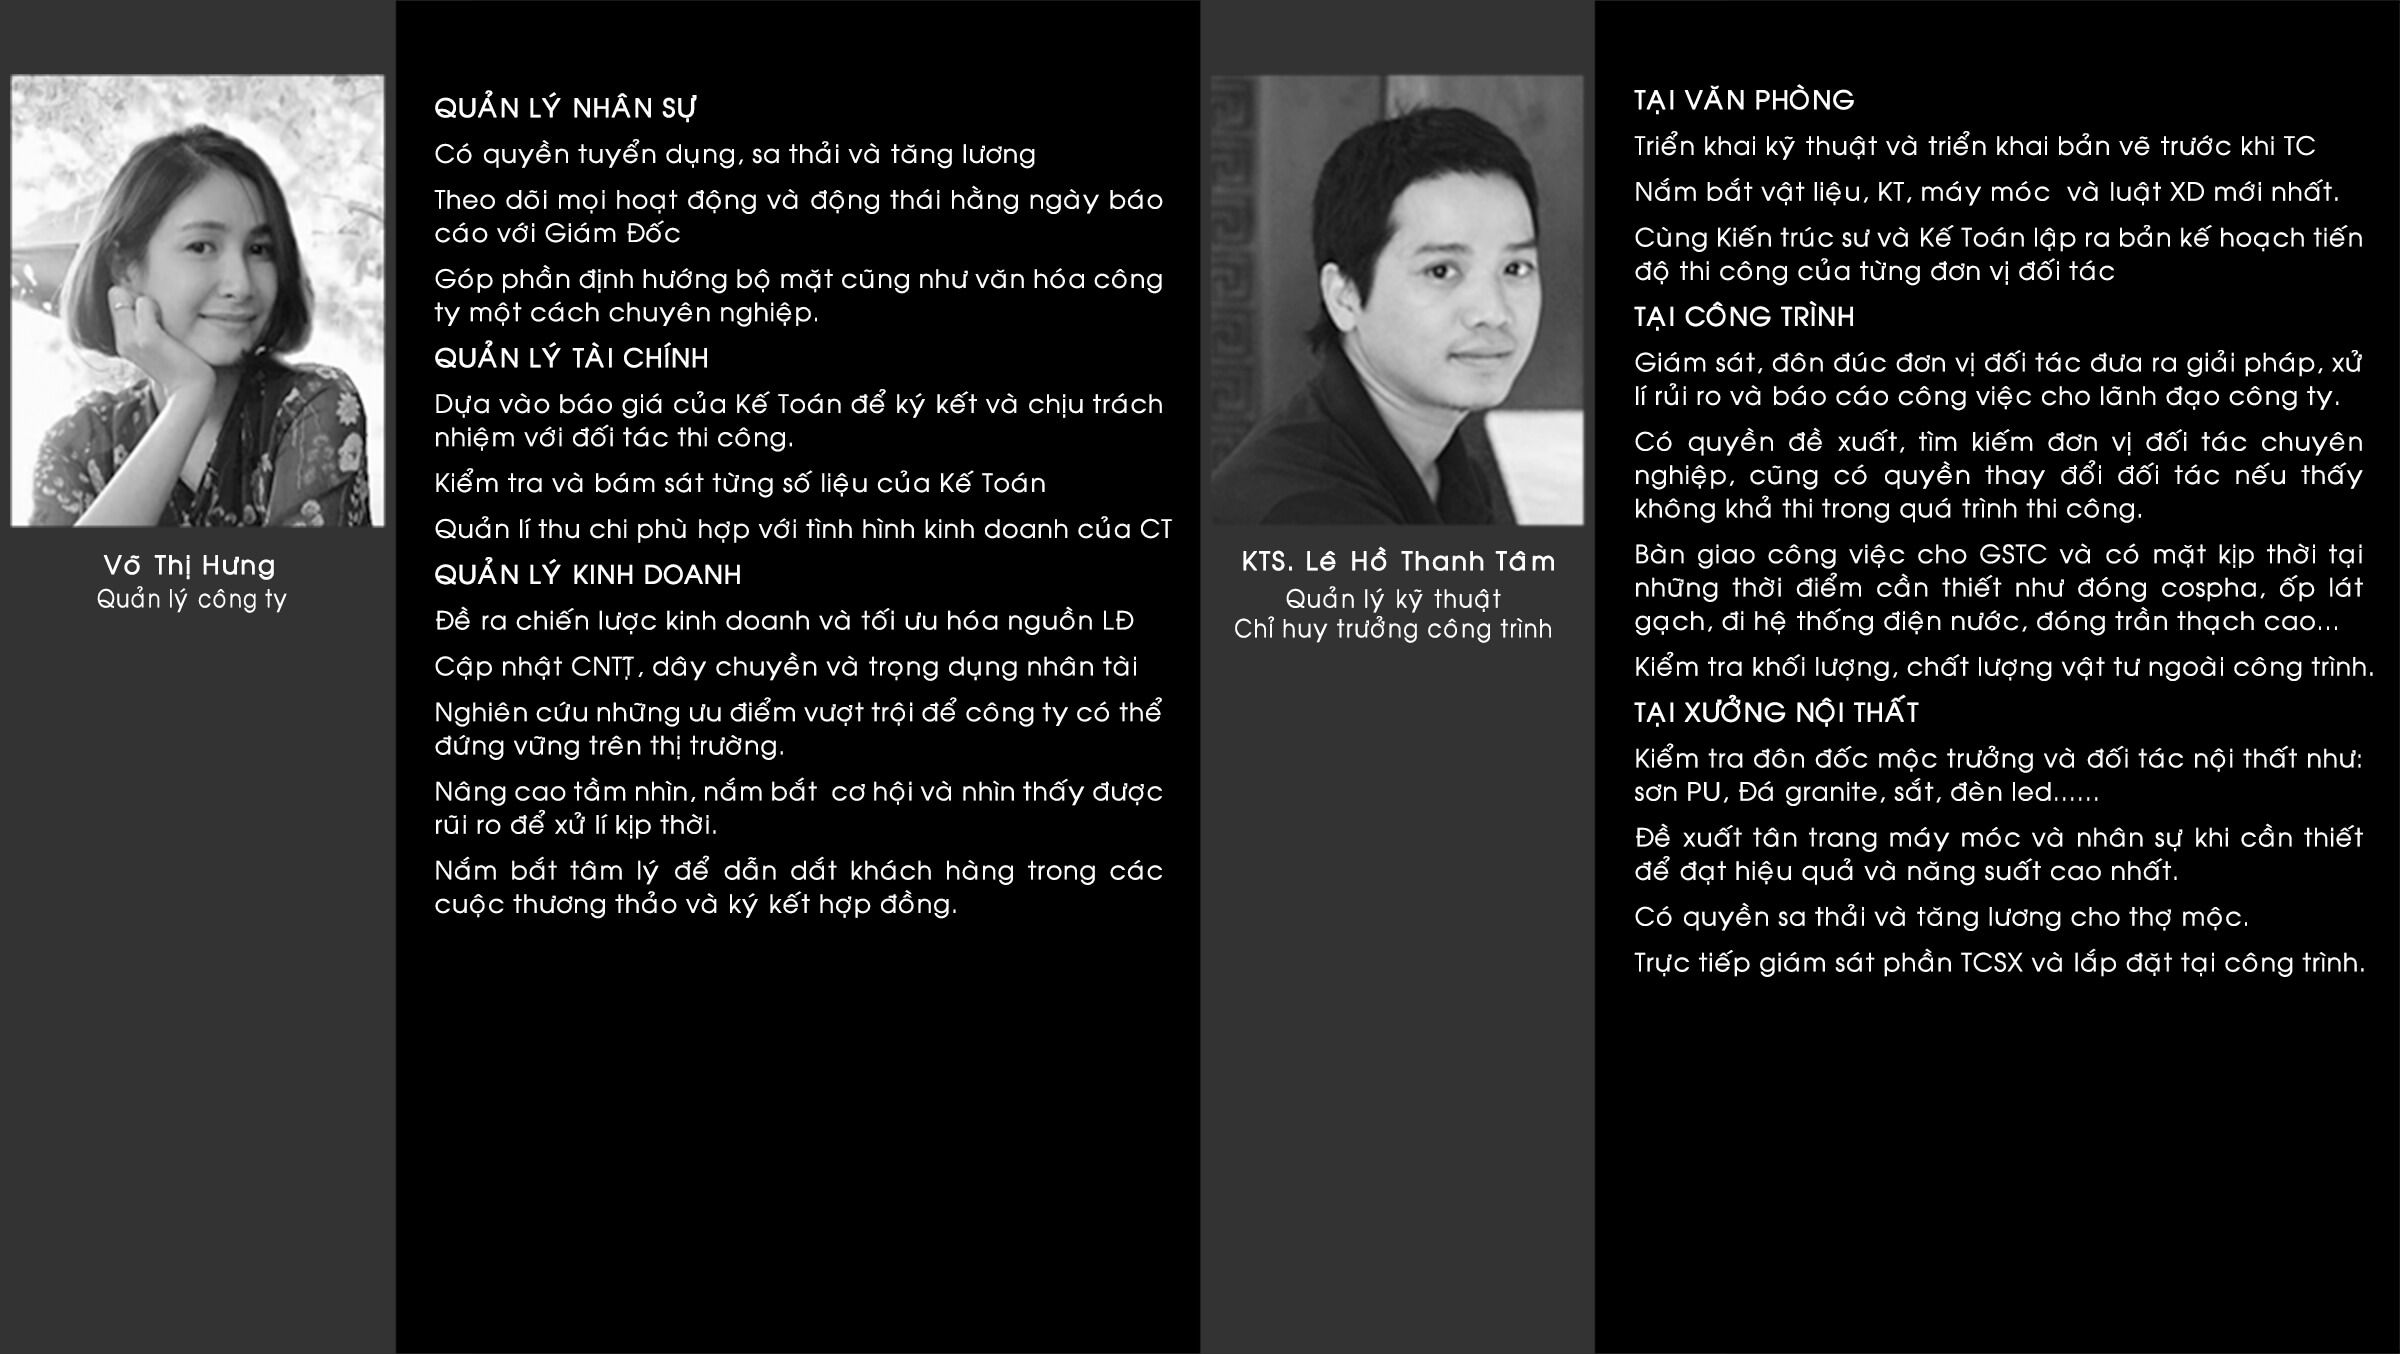 Võ Thị Hưng
Quản lý công ty
QUẢN LÝ NHÂN SỰ
Có quyền tuyển dụng, sa thải và tăng lương
Theo dõi mọi hoạt động và động thái hằng ngày báo
cáo với Giám Đốc
Góp phần định hướng bộ mặt cũng như văn hóa công
ty một cách chuyên nghiệp.
QUẢN LÝ TÀI CHÍNH
Dựa vào báo giá của Kế Toán để ký kết và chịu trách
nhiệm với đối tác thi công.
Kiểm tra và bám sát từng số liệu của Kế Toán
Quản lí thu chi phù hợp với tình hình kinh doanh của CT
QUẢN LÝ KINH DOANH
Đề ra chiến lược kinh doanh và tối ưu hóa nguồn LĐ
Cập nhật CNTT, dây chuyền và trọng dụng nhân tài
Nghiên cứu những ưu điểm vượt trội để công ty có thể
đứng vững trên thị trường.
Nâng cao tầm nhìn, nắm bắt  cơ hội và nhìn thấy được
rũi ro để xử lí kịp thời.
Nắm bắt tâm lý để dẫn dắt khách hàng trong các
cuộc thương thảo và ký kết hợp đồng.
KTS. Lê Hồ Thanh Tâm
Quản lý kỹ thuật
Chỉ huy trưởng công trình
TẠI VĂN PHÒNG
Triển khai kỹ thuật và triển khai bản vẽ trước khi TC
Nắm bắt vật liệu, KT, máy móc  và luật XD mới nhất.
Cùng Kiến trúc sư và Kế Toán lập ra bản kế hoạch tiến
độ thi công của từng đơn vị đối tác
TẠI CÔNG TRÌNH
Giám sát, đôn đúc đơn vị đối tác đưa ra giải pháp, xử
lí rủi ro và báo cáo công việc cho lãnh đạo công ty.
Có quyền đề xuất, tìm kiếm đơn vị đối tác chuyên
nghiệp, cũng có quyền thay đổi đối tác nếu thấy
không khả thi trong quá trình thi công.
Bàn giao công việc cho GSTC và có mặt kịp thời tại
những thời điểm cần thiết như đóng cospha, ốp lát
gạch, đi hệ thống điện nước, đóng trần thạch cao...
Kiểm tra khối lượng, chất lượng vật tư ngoài công trình.
TẠI XƯỞNG NỘI THẤT
Kiểm tra đôn đốc mộc trưởng và đối tác nội thất như:
sơn PU, Đá granite, sắt, đèn led......
Đề xuất tân trang máy móc và nhân sự khi cần thiết
để đạt hiệu quả và năng suất cao nhất.
Có quyền sa thải và tăng lương cho thợ mộc.
Trực tiếp giám sát phần TCSX và lắp đặt tại công trình.